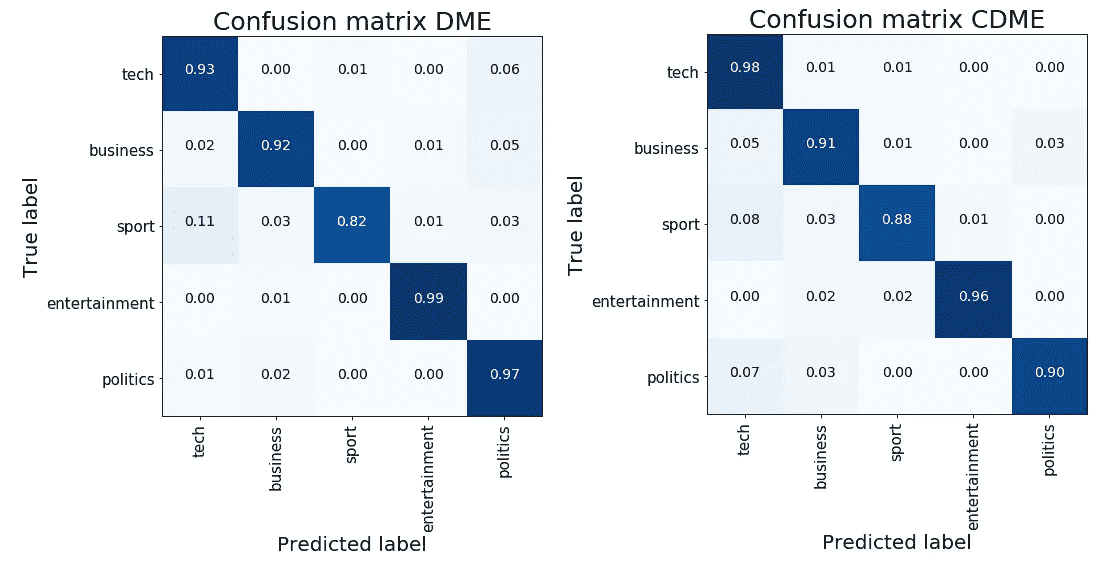 Confusion matrix DME
True label
tech 0.93 0.00 0.01 0.00 0.06
business 0.02 0.92 0.00 0.01 0.05
sport 0.11 0.03 0.82 0.01 0.03
entertainment 0.00 0.01 0.00 0.99 0.00
politics 0.01 0.02 0.00 0.00 0.97
tech business sport entertainment politics
Predicted label
Confusion matrix CDME
True label
tech 0.98 0.01 0.01 0.00 0.00
business 0.05 0.91 0.01 0.00 0.03
sport 0.08 0.03 0.88 0.01 0.00
entertainment 0.00 0.02 0.02 0.96 0.00
politics 0.07 0.03 0.00 0.00 0.90
tech business sport entertainment politics
Predicted label